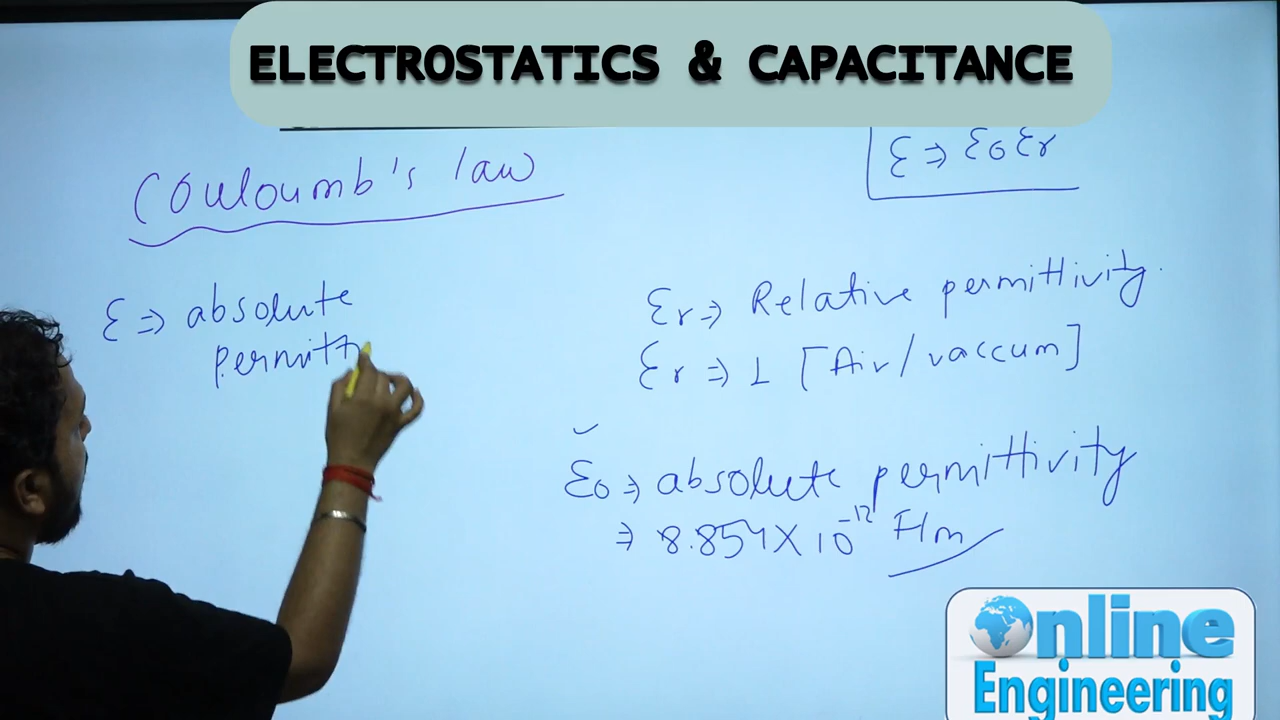 ELECTROSTATICS & CAPACITANCE
Couloumb's law
ε ⇒ ε0 εr
ε ⇒ absolute
permitt
εr ⇒ Relative permittivity.
εr ⇒ 1 [Air/vaccum]
ε0 ⇒ absolute permittivity
⇒ 8.854 X 10^-12 F/m
Online
Engineering